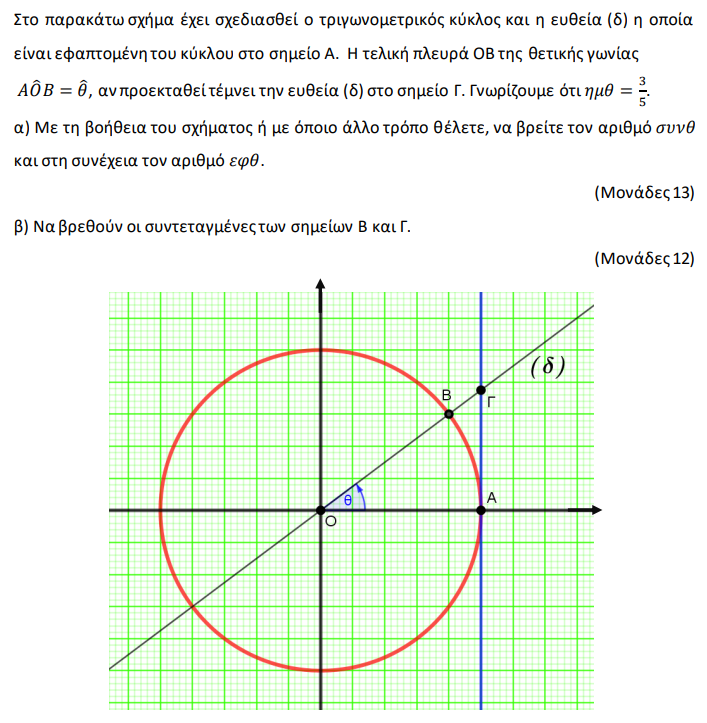 Στο παρακάτω σχήμα έχει σχεδιασθεί ο τριγωνομετρικός κύκλος και η ευθεία (δ) η οποία
είναι εφαπτομένη του κύκλου στο σημείο Α. Η τελική πλευρά ΟΒ της θετικής γωνίας
AÔB = θ̂, αν προεκταθεί τέμνει την ευθεία (δ) στο σημείο Γ. Γνωρίζουμε ότι ημθ = 3/5.
α) Με τη βοήθεια του σχήματος ή με όποιο άλλο τρόπο θέλετε, να βρείτε τον αριθμό συνθ
και στη συνέχεια τον αριθμό εφθ.
(Μονάδες 13)
β) Να βρεθούν οι συντεταγμένες των σημείων Β και Γ.
(Μονάδες 12)
(δ)
Β
Γ
θ
Α
Ο